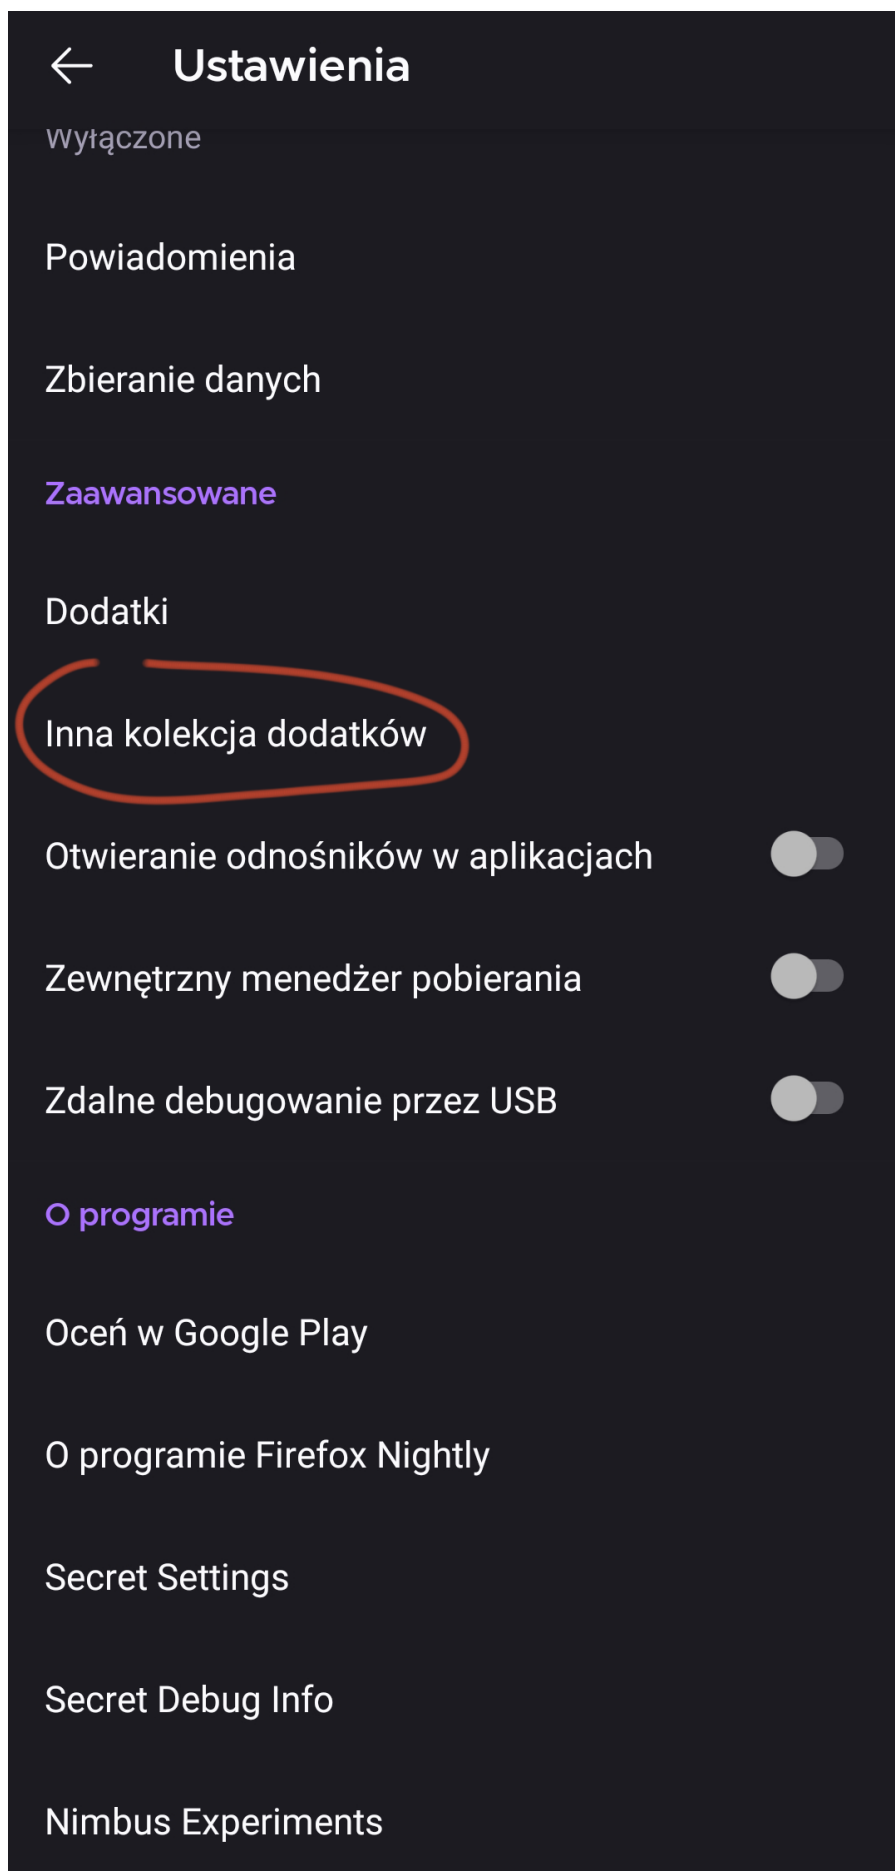 Ustawienia
Wyłączone
Powiadomienia
Zbieranie danych
Zaawansowane
Dodatki
Inna kolekcja dodatków
Otwieranie odnośników w aplikacjach
Zewnętrzny menedżer pobierania
Zdalne debugowanie przez USB
O programie
Oceń w Google Play
O programie Firefox Nightly
Secret Settings
Secret Debug Info
Nimbus Experiments